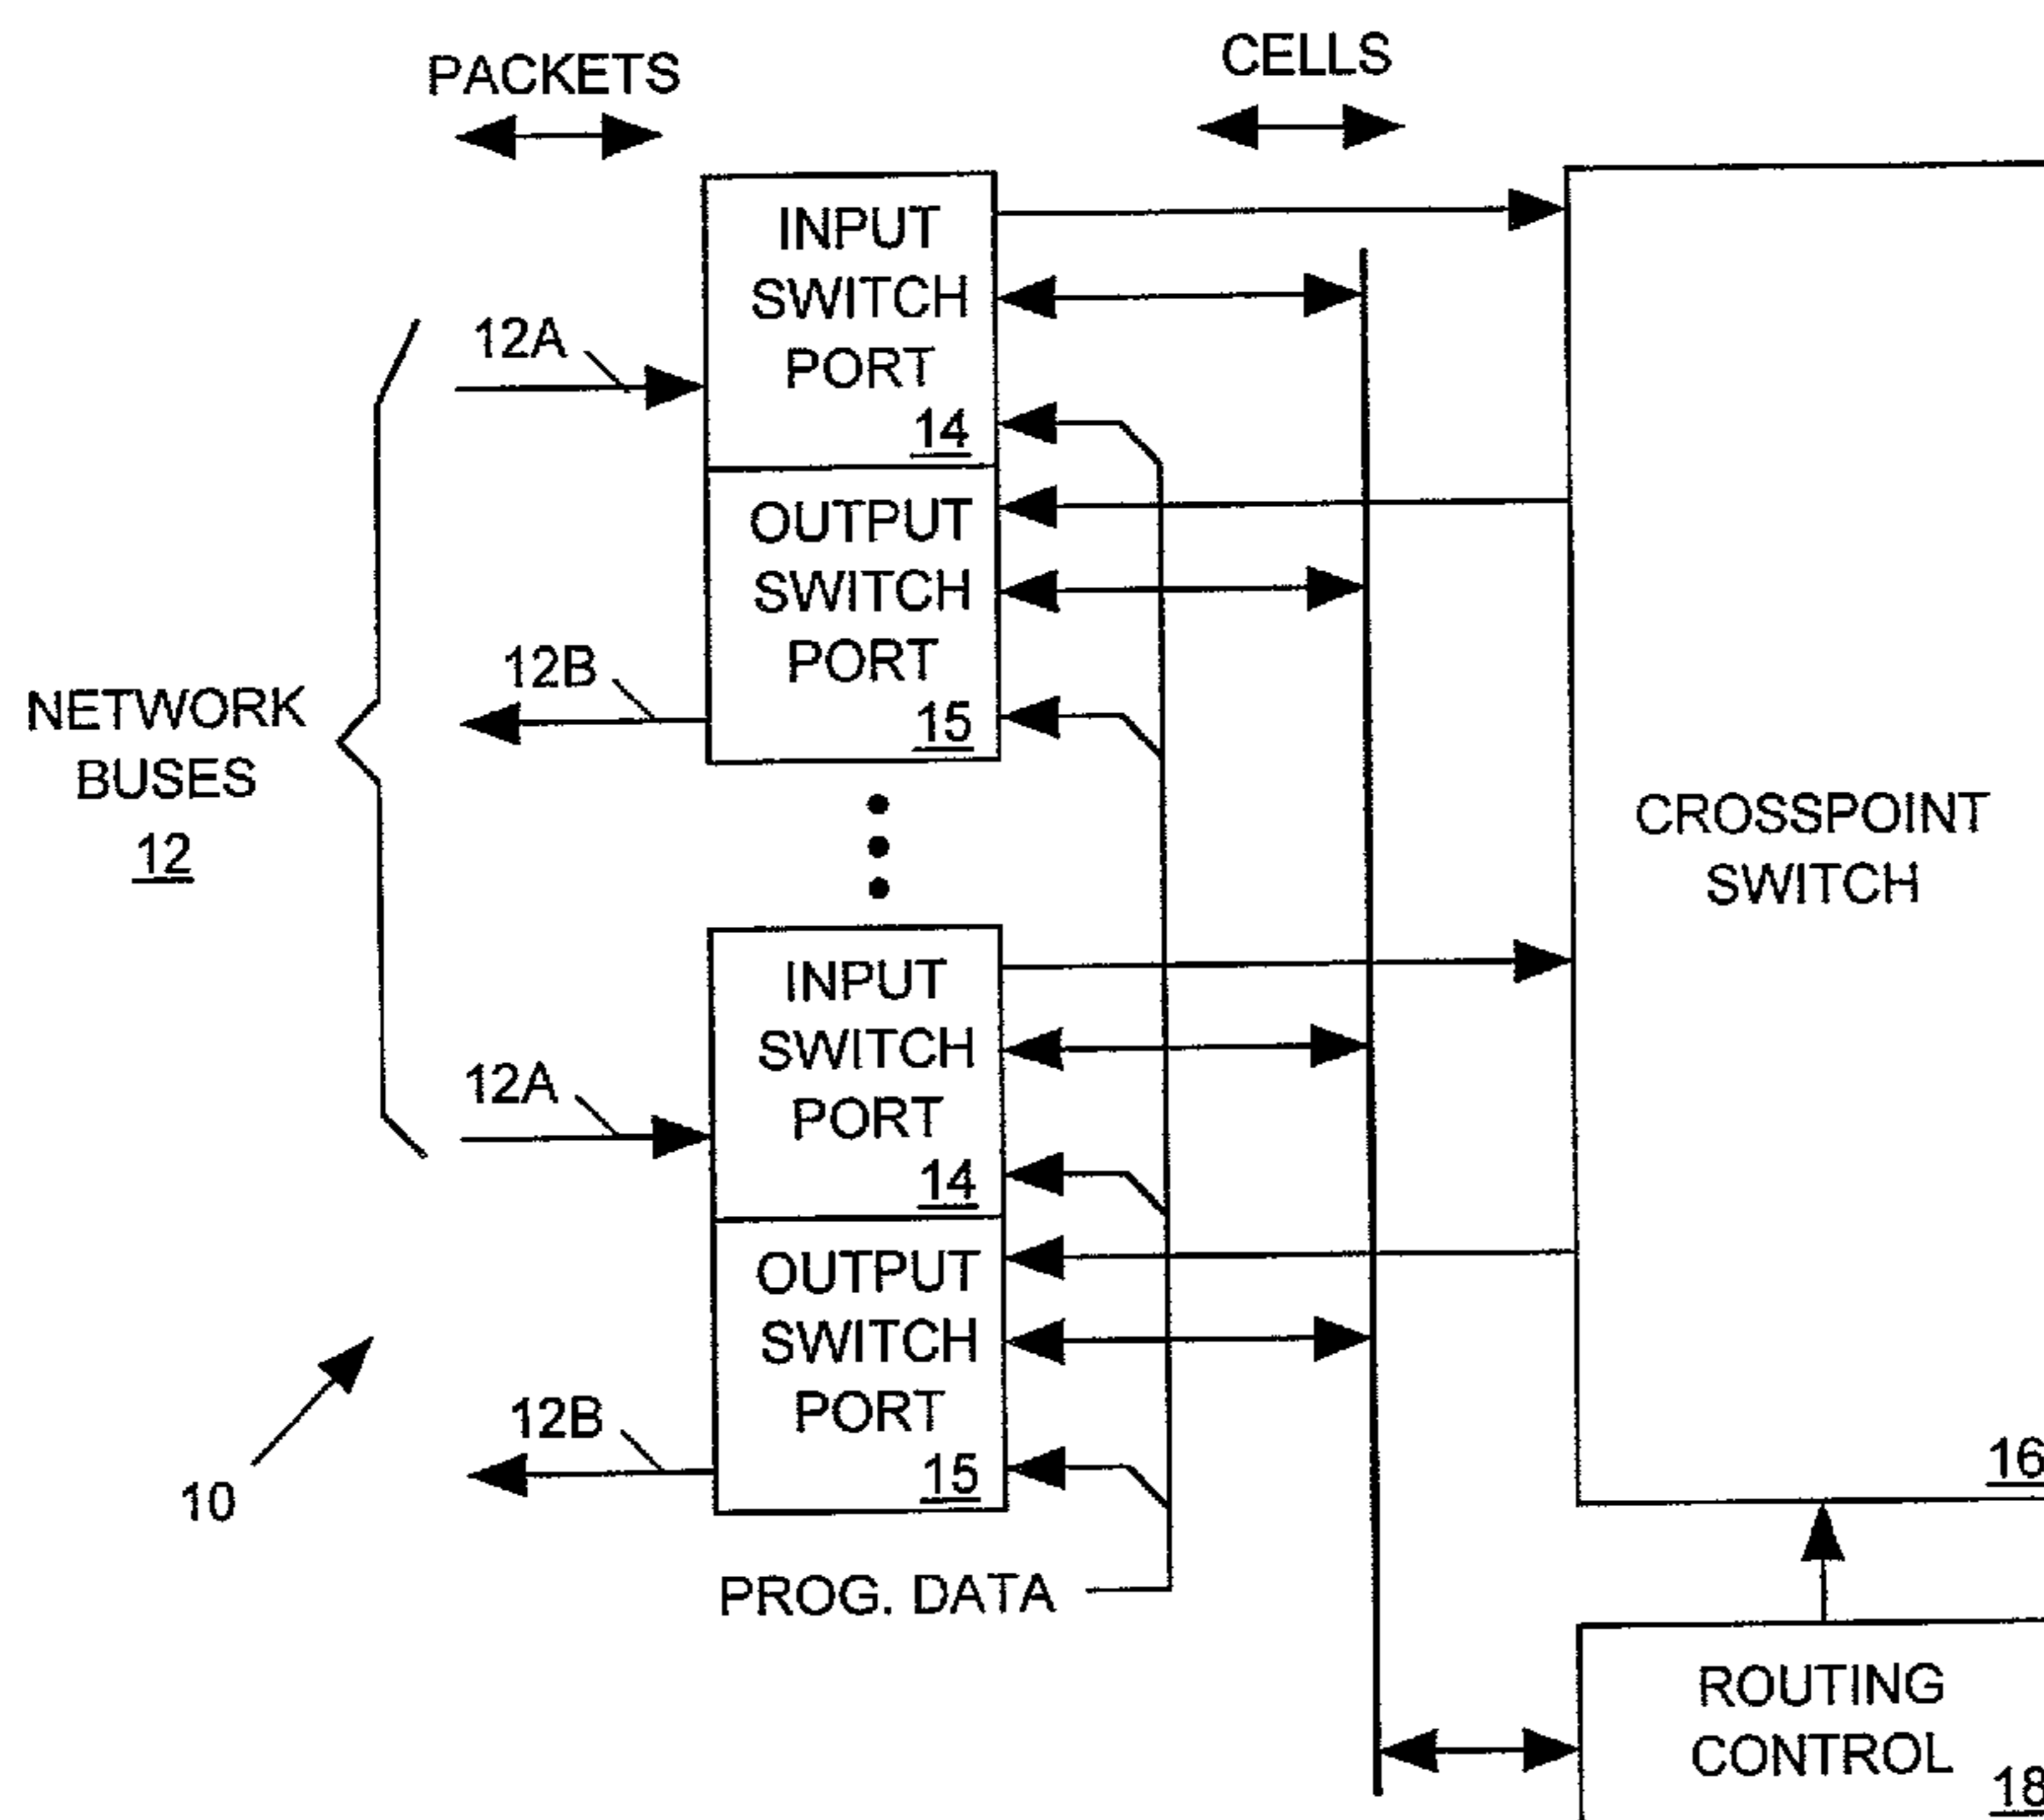 PACKETS
CELLS
INPUT
SWITCH
PORT
14
12A
OUTPUT
SWITCH
PORT
15
12B
NETWORK
BUSES
12
CROSSPOINT
SWITCH
16
INPUT
SWITCH
PORT
14
12A
OUTPUT
SWITCH
PORT
15
12B
10
PROG. DATA
ROUTING
CONTROL
18